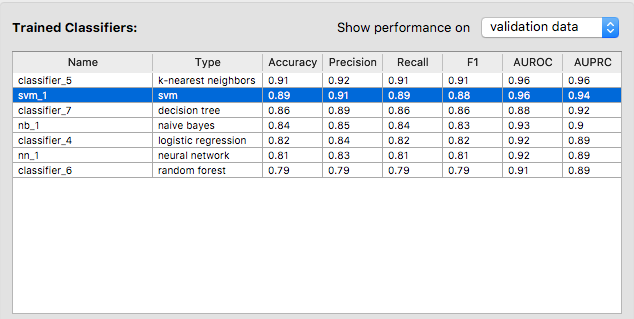 Trained Classifiers: Show performance on validation data
Name Type Accuracy Precision Recall F1 AUROC AUPRC
classifier_5 k-nearest neighbors 0.91 0.92 0.91 0.91 0.96 0.96
svm_1 svm 0.89 0.91 0.89 0.88 0.96 0.94
classifier_7 decision tree 0.86 0.89 0.86 0.86 0.88 0.92
nb_1 naive bayes 0.84 0.85 0.84 0.83 0.93 0.9
classifier_4 logistic regression 0.82 0.84 0.82 0.82 0.92 0.89
nn_1 neural network 0.81 0.83 0.81 0.81 0.92 0.89
classifier_6 random forest 0.79 0.79 0.79 0.79 0.91 0.89